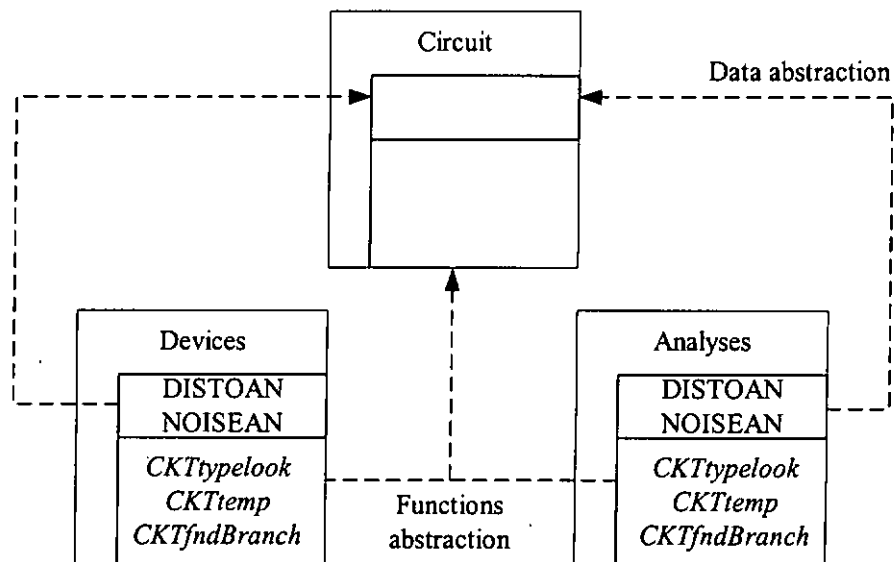 Circuit
Data abstraction
Devices
DISTOAN
NOISEAN
CKTtypelook
CKTtemp
CKTfndBranch
Functions
abstraction
Analyses
DISTOAN
NOISEAN
CKTtypelook
CKTtemp
CKTfndBranch